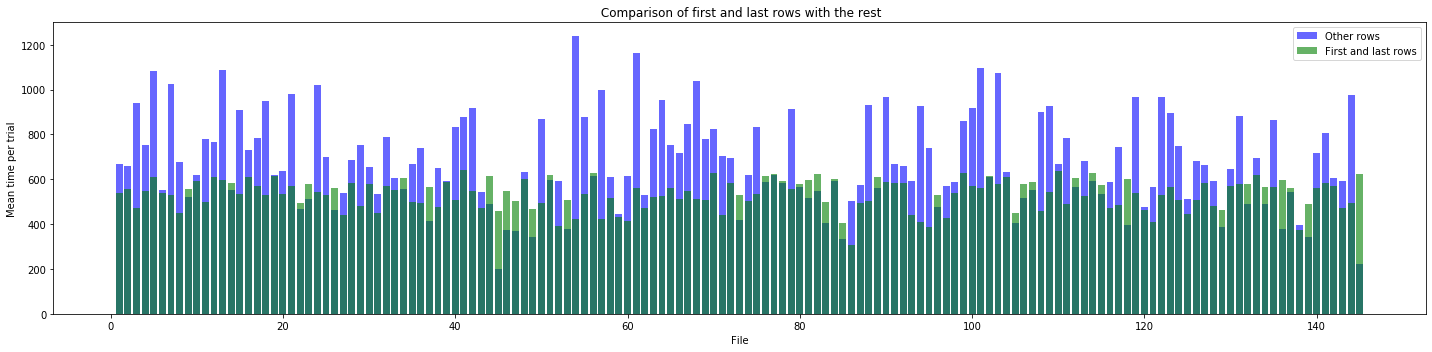 Comparison of first and last rows with the rest
Other rows
First and last rows
Mean time per trial
1200
1000
800
600
400
200
0
0 20 40 60 80 100 120 140
File